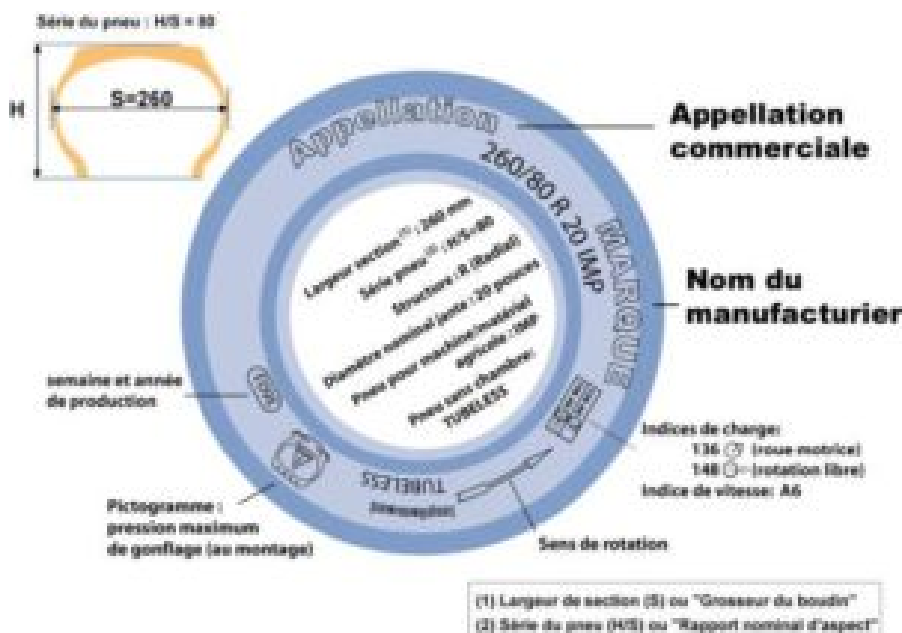 Série du pneu : H/S = 80
H
S=260
Appellation
Appellation
commerciale
260/80 R 20 IMP
MARQUE
Nom du
manufacturier
Largeur section(1) : 260 mm
Série pneu(2) : H/S=80
Structure : R (Radial)
Diamètre nominal jante : 20 pouces
Pneu pour machine/matériel
agricole : IMP
Pneu sans chambre:
TUBELESS
semaine et année
de production
Pictogramme :
pression maximum
de gonflage (au montage)
TUBELESS
Sens de rotation
Indices de charge:
136 (roue motrice)
148 (rotation libre)
Indice de vitesse: A6
(1) Largeur de section (S) ou "Grosseur du boudin"
(2) Série du pneu (H/S) ou "Rapport nominal d'aspect"